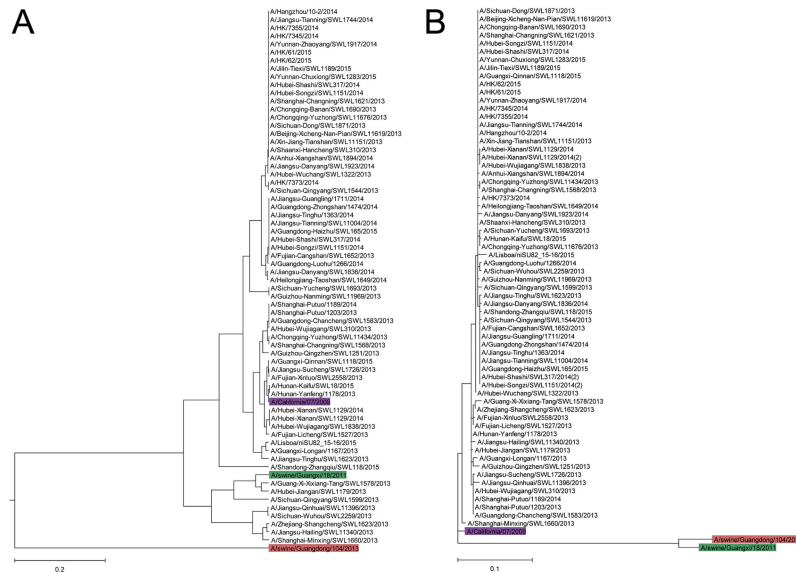 A
A/Hangzhou/10-2/2014
A/Jiangsu-Tianning/SWL1744/2014
A/HK/7355/2014
A/HK/7345/2014
A/Yunnan-Zhaoyang/SWL1917/2014
A/HK/61/2015
A/HK/62/2015
A/Jilin-Tiexi/SWL1189/2015
A/Yunnan-Chuxiong/SWL1283/2015
A/Hubei-Shashi/SWL317/2014
A/Hubei-Songzi/SWL1151/2014
A/Shanghai-Changning/SWL1621/2013
A/Chongqing-Banan/SWL1690/2013
A/Chongqing-Yuzhong/SWL11676/2013
A/Sichuan-Dong/SWL1871/2013
A/Beijing-Xicheng-Nan-Pian/SWL11619/2013
A/Xin-Jiang-Tianshan/SWL11151/2013
A/Shaanxi-Hancheng/SWL310/2013
A/Anhui-Xiangshan/SWL1894/2014
A/Jiangsu-Danyang/SWL1923/2014
A/Hubei-Wuchang/SWL1322/2013
A/HK/7373/2014
A/Sichuan-Qingyang/SWL1544/2013
A/Jiangsu-Guangling/1711/2014
A/Guangdong-Zhongshan/1474/2014
A/Jiangsu-Tinghu/1363/2014
A/Jiangsu-Tianning/SWL11004/2014
A/Guangdong-Haizhu/SWL165/2015
A/Hubei-Shashi/SWL317/2014
A/Hubei-Songzi/SWL1151/2014
A/Fujian-Cangshan/SWL1652/2013
A/Guangdong-Luohu/1266/2014
A/Jiangsu-Danyang/SWL1836/2014
A/Heilongjiang-Taoshan/SWL1649/2014
A/Sichuan-Yucheng/SWL1693/2013
A/Guizhou-Nanming/SWL11969/2013
A/Shanghai-Putuo/1189/2014
A/Shanghai-Putuo/1203/2013
A/Guangdong-Chancheng/SWL1583/2013
A/Hubei-Wujiagang/SWL310/2013
A/Chongqing-Yuzhong/SWL11434/2013
A/Shanghai-Changning/SWL1568/2013
A/Guizhou-Qingzhen/SWL1251/2013
A/Guangxi-Qinnan/SWL1118/2015
A/Jiangsu-Sucheng/SWL1726/2013
A/Fujian-Xinluo/SWL2558/2013
A/Hunan-Kaifu/SWL18/2015
A/Hunan-Yanfeng/1178/2013
A/California/07/2009
A/Hubei-Xianan/SWL1129/2014
A/Hubei-Xianan/SWL1129/2014
A/Hubei-Wujiagang/SWL1838/2013
A/Fujian-Licheng/SWL1527/2013
A/Lisboa/niSU82_15-16/2015
A/Guangxi-Longan/1167/2013
A/Jiangsu-Tinghu/SWL1623/2013
A/Shandong-Zhangqiu/SWL118/2015
A/swine/Guangxi/18/2011
A/Guang-Xi-Xixiang-Tang/SWL1578/2013
A/Hubei-Jiangan/SWL1179/2013
A/Sichuan-Qingyang/SWL1599/2013
A/Jiangsu-Qinhuai/SWL11396/2013
A/Sichuan-Wuhou/SWL2259/2013
A/Zhejiang-Shangcheng/SWL1623/2013
A/Jiangsu-Hailing/SWL11340/2013
A/Shanghai-Minxing/SWL1660/2013
A/swine/Guangdong/104/2013
0.2
B
A/Sichuan-Dong/SWL1871/2013
A/Beijing-Xicheng-Nan-Pian/SWL11619/2013
A/Chongqing-Banan/SWL1690/2013
A/Shanghai-Changning/SWL1621/2013
A/Hubei-Songzi/SWL1151/2014
A/Hubei-Shashi/SWL317/2014
A/Yunnan-Chuxiong/SWL1283/2015
A/Jilin-Tiexi/SWL1189/2015
A/Guangxi-Qinnan/SWL1118/2015
A/HK/62/2015
A/HK/61/2015
A/Yunnan-Zhaoyang/SWL1917/2014
A/HK/7345/2014
A/HK/7355/2014
A/Jiangsu-Tianning/SWL1744/2014
A/Hangzhou/10-2/2014
A/Xin-Jiang-Tianshan/SWL11151/2013
A/Hubei-Xianan/SWL1129/2014
A/Hubei-Xianan/SWL1129/2014(2)
A/Hubei-Wujiagang/SWL1838/2013
A/Anhui-Xiangshan/SWL1894/2014
A/Chongqing-Yuzhong/SWL11434/2013
A/Shanghai-Changning/SWL1568/2013
A/HK/7373/2014
A/Heilongjiang-Taoshan/SWL1649/2014
A/Jiangsu-Danyang/SWL1923/2014
A/Shaanxi-Hancheng/SWL310/2013
A/Sichuan-Yucheng/SWL1693/2013
A/Hunan-Kaifu/SWL18/2015
A/Chongqing-Yuzhong/SWL11676/2013
A/Lisboa/niSU82_15-16/2015
A/Guangdong-Luohu/1266/2014
A/Sichuan-Wuhou/SWL2259/2013
A/Guizhou-Nanming/SWL11969/2013
A/Sichuan-Qingyang/SWL1599/2013
A/Jiangsu-Tinghu/SWL1623/2013
A/Jiangsu-Danyang/SWL1836/2014
A/Shandong-Zhangqiu/SWL118/2015
A/Sichuan-Qingyang/SWL1544/2013
A/Fujian-Cangshan/SWL1652/2013
A/Jiangsu-Guangling/1711/2014
A/Guangdong-Zhongshan/1474/2014
A/Jiangsu-Tinghu/1363/2014
A/Jiangsu-Tianning/SWL11004/2014
A/Guangdong-Haizhu/SWL165/2015
A/Hubei-Shashi/SWL317/2014(2)
A/Hubei-Songzi/SWL1151/2014(2)
A/Hubei-Wuchang/SWL1322/2013
A/Guang-Xi-Xixiang-Tang/SWL1578/2013
A/Zhejiang-Shangcheng/SWL1623/2013
A/Fujian-Xinluo/SWL2558/2013
A/Fujian-Licheng/SWL1527/2013
A/Hunan-Yanfeng/1178/2013
A/Jiangsu-Hailing/SWL11340/2013
A/Hubei-Jiangan/SWL1179/2013
A/Guangxi-Longan/1167/2013
A/Guizhou-Qingzhen/SWL1251/2013
A/Jiangsu-Sucheng/SWL1726/2013
A/Jiangsu-Qinhuai/SWL11396/2013
A/Hubei-Wujiagang/SWL310/2013
A/Shanghai-Putuo/1189/2014
A/Shanghai-Putuo/1203/2013
A/Guangdong-Chancheng/SWL1583/2013
A/Shanghai-Minxing/SWL1660/2013
A/California/07/2009
A/swine/Guangdong/104/20
A/swine/Guangxi/18/2011
0.1